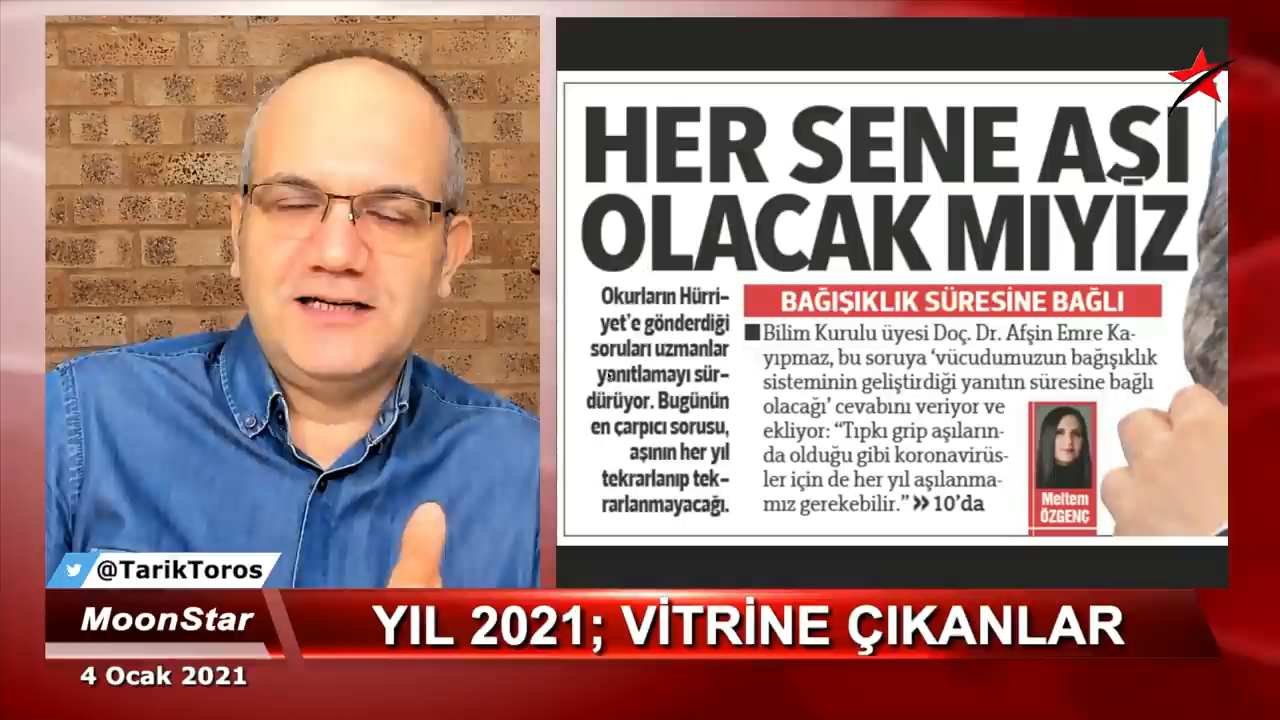 HER SENE AŞI
OLACAK MIYIZ
Okurların Hürri-
yet'e gönderdiği
soruları uzmanlar
yanıtlamayı sür-
dürüyor. Bugünün
en çarpıcı sorusu,
aşının her yıl
tekrarlanıp tek-
rarlanmayacağı.
BAĞIŞIKLIK SÜRESİNE BAĞLI
■ Bilim Kurulu üyesi Doç. Dr. Afşin Emre Ka-
yıpmaz, bu soruya ‘vücudumuzun bağışıklık
sisteminin geliştirdiği yanıtın süresine bağlı
olacağı’ cevabını veriyor ve
ekliyor: “Tıpkı grip aşıların-
da olduğu gibi koronavirüs-
ler için de her yıl aşılanma-
mız gerekebilir.” >> 10’da
Meltem
ÖZGENÇ
@TarikToros
MoonStar
YIL 2021; VİTRİNE ÇIKANLAR
4 Ocak 2021